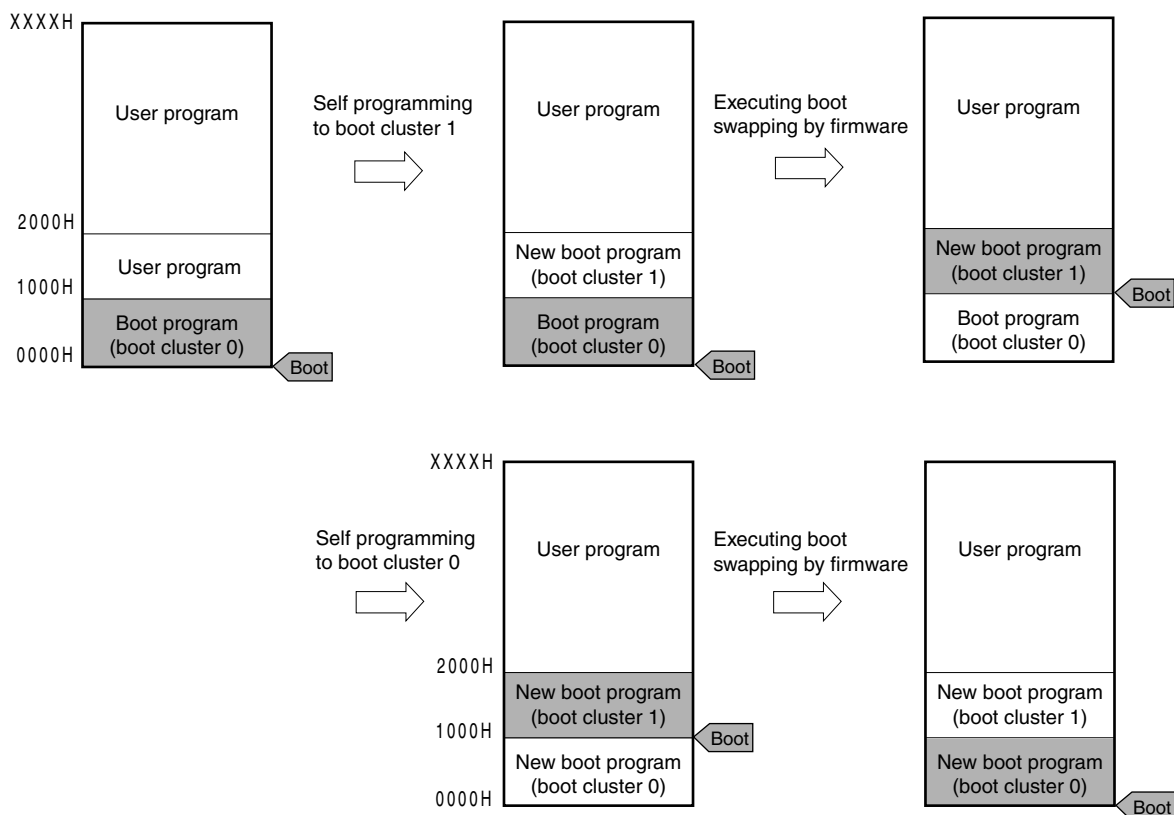 XXXXH
User program
2000H
User program
1000H
Boot program
(boot cluster 0)
0000H
Boot
Self programming
to boot cluster 1
User program
New boot program
(boot cluster 1)
Boot program
(boot cluster 0)
Boot
Executing boot
swapping by firmware
User program
New boot program
(boot cluster 1)
Boot
Boot program
(boot cluster 0)
Self programming
to boot cluster 0
XXXXH
User program
2000H
New boot program
(boot cluster 1)
1000H
Boot
New boot program
(boot cluster 0)
0000H
Executing boot
swapping by firmware
User program
New boot program
(boot cluster 1)
New boot program
(boot cluster 0)
Boot